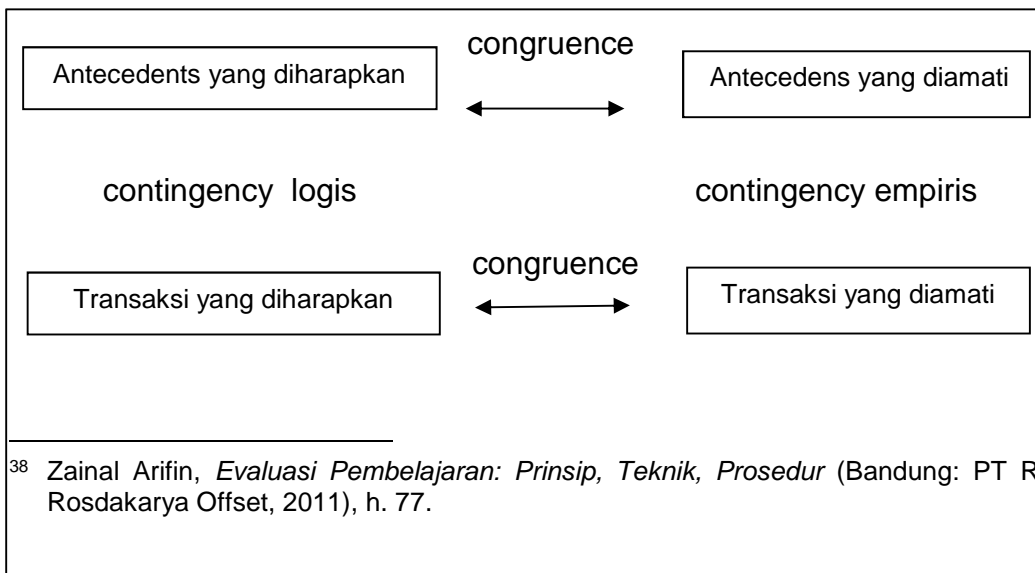 congruence
Antecedents yang diharapkan
Antecedens yang diamati
contingency logis
contingency empiris
congruence
Transaksi yang diharapkan
Transaksi yang diamati
38 Zainal Arifin, Evaluasi Pembelajaran: Prinsip, Teknik, Prosedur (Bandung: PT R
Rosdakarya Offset, 2011), h. 77.